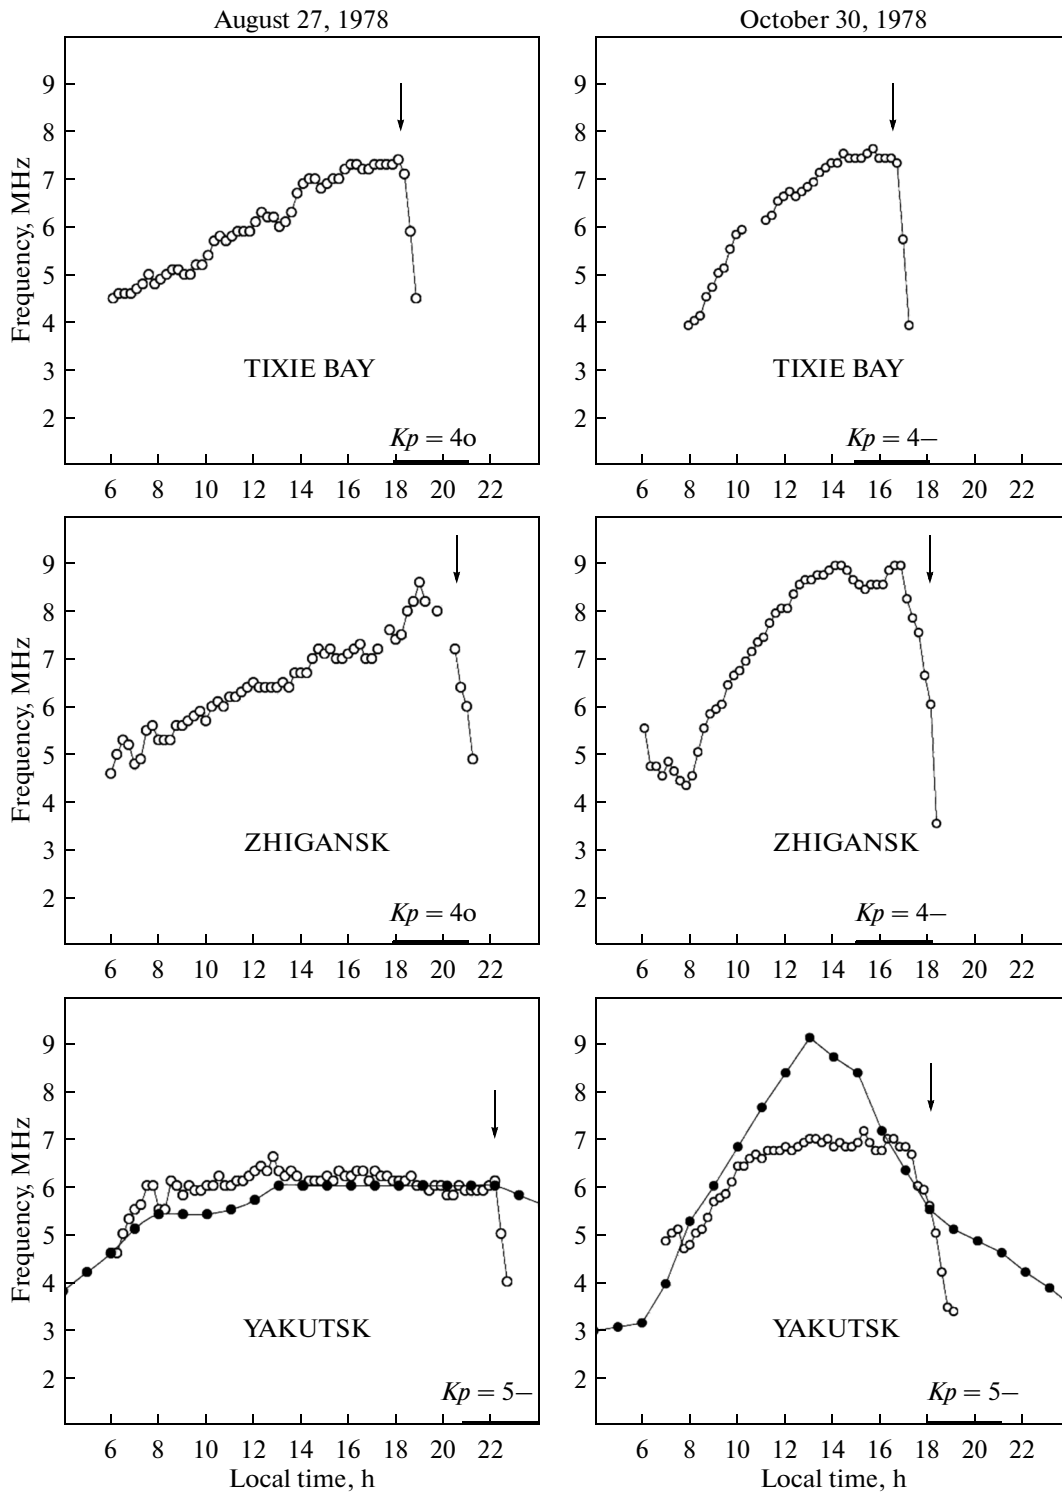 August 27, 1978
October 30, 1978
Frequency, MHz
9
8
7
6
5
4
3
2
TIXIE BAY
Kp = 4o
6 8 10 12 14 16 18 20 22
9
8
7
6
5
4
3
2
TIXIE BAY
Kp = 4–
6 8 10 12 14 16 18 20 22
Frequency, MHz
9
8
7
6
5
4
3
2
ZHIGANSK
Kp = 4o
6 8 10 12 14 16 18 20 22
9
8
7
6
5
4
3
2
ZHIGANSK
Kp = 4–
6 8 10 12 14 16 18 20 22
Frequency, MHz
9
8
7
6
5
4
3
2
YAKUTSK
Kp = 5–
6 8 10 12 14 16 18 20 22
Local time, h
9
8
7
6
5
4
3
2
YAKUTSK
Kp = 5–
6 8 10 12 14 16 18 20 22
Local time, h